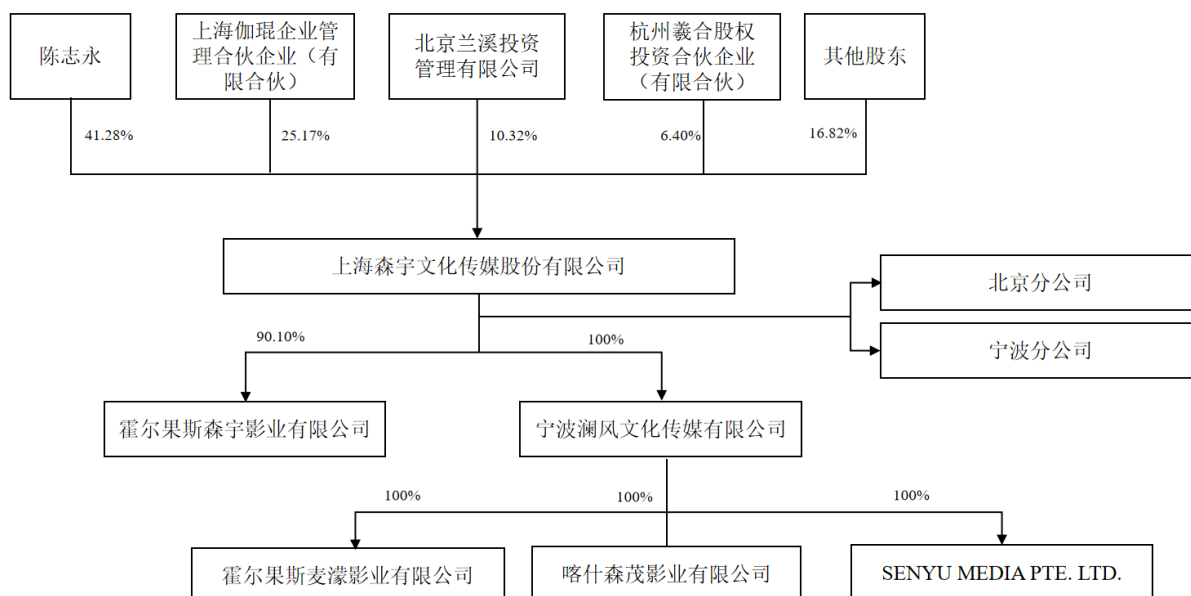 陈志永
上海伽琨企业管
理合伙企业（有
限合伙）
北京兰溪投资
管理有限公司
杭州羲合股权
投资合伙企业
（有限合伙）
其他股东
41.28%
25.17%
10.32%
6.40%
16.82%
上海森宇文化传媒股份有限公司
北京分公司
宁波分公司
90.10%
100%
霍尔果斯森宇影业有限公司
宁波澜风文化传媒有限公司
100%
100%
100%
霍尔果斯麦濛影业有限公司
喀什森茂影业有限公司
SENYU MEDIA PTE. LTD.